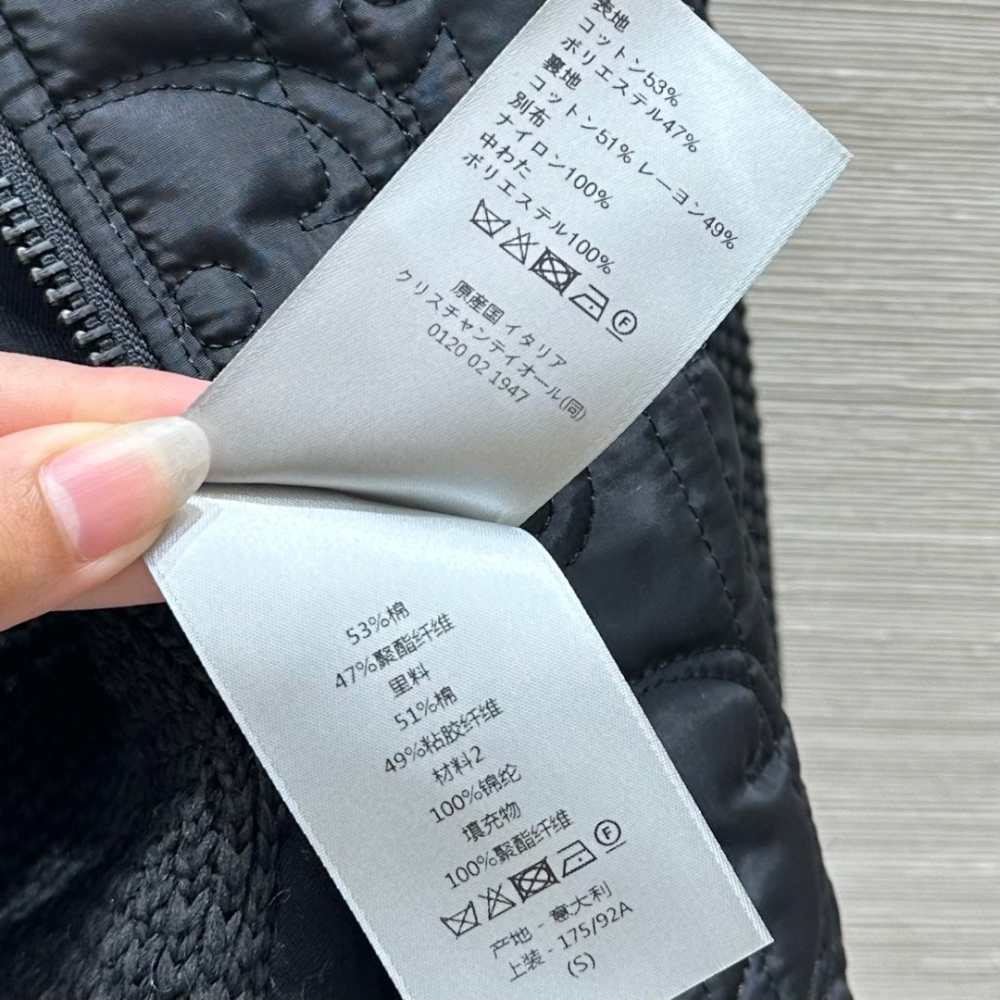 表地
コットン53%
ポリエステル47%
裏地
コットン51% レーヨン49%
別布
ナイロン100%
中わた
ポリエステル100%
F
原産国 イタリア
クリスチャンディオール(同)
0120 02 1947
53%棉
47%聚酯纤维
里料
51%棉
49%粘胶纤维
材料2
100%锦纶
填充物
100%聚酯纤维
F
产地 - 意大利
上装 - 175/92A
(S)